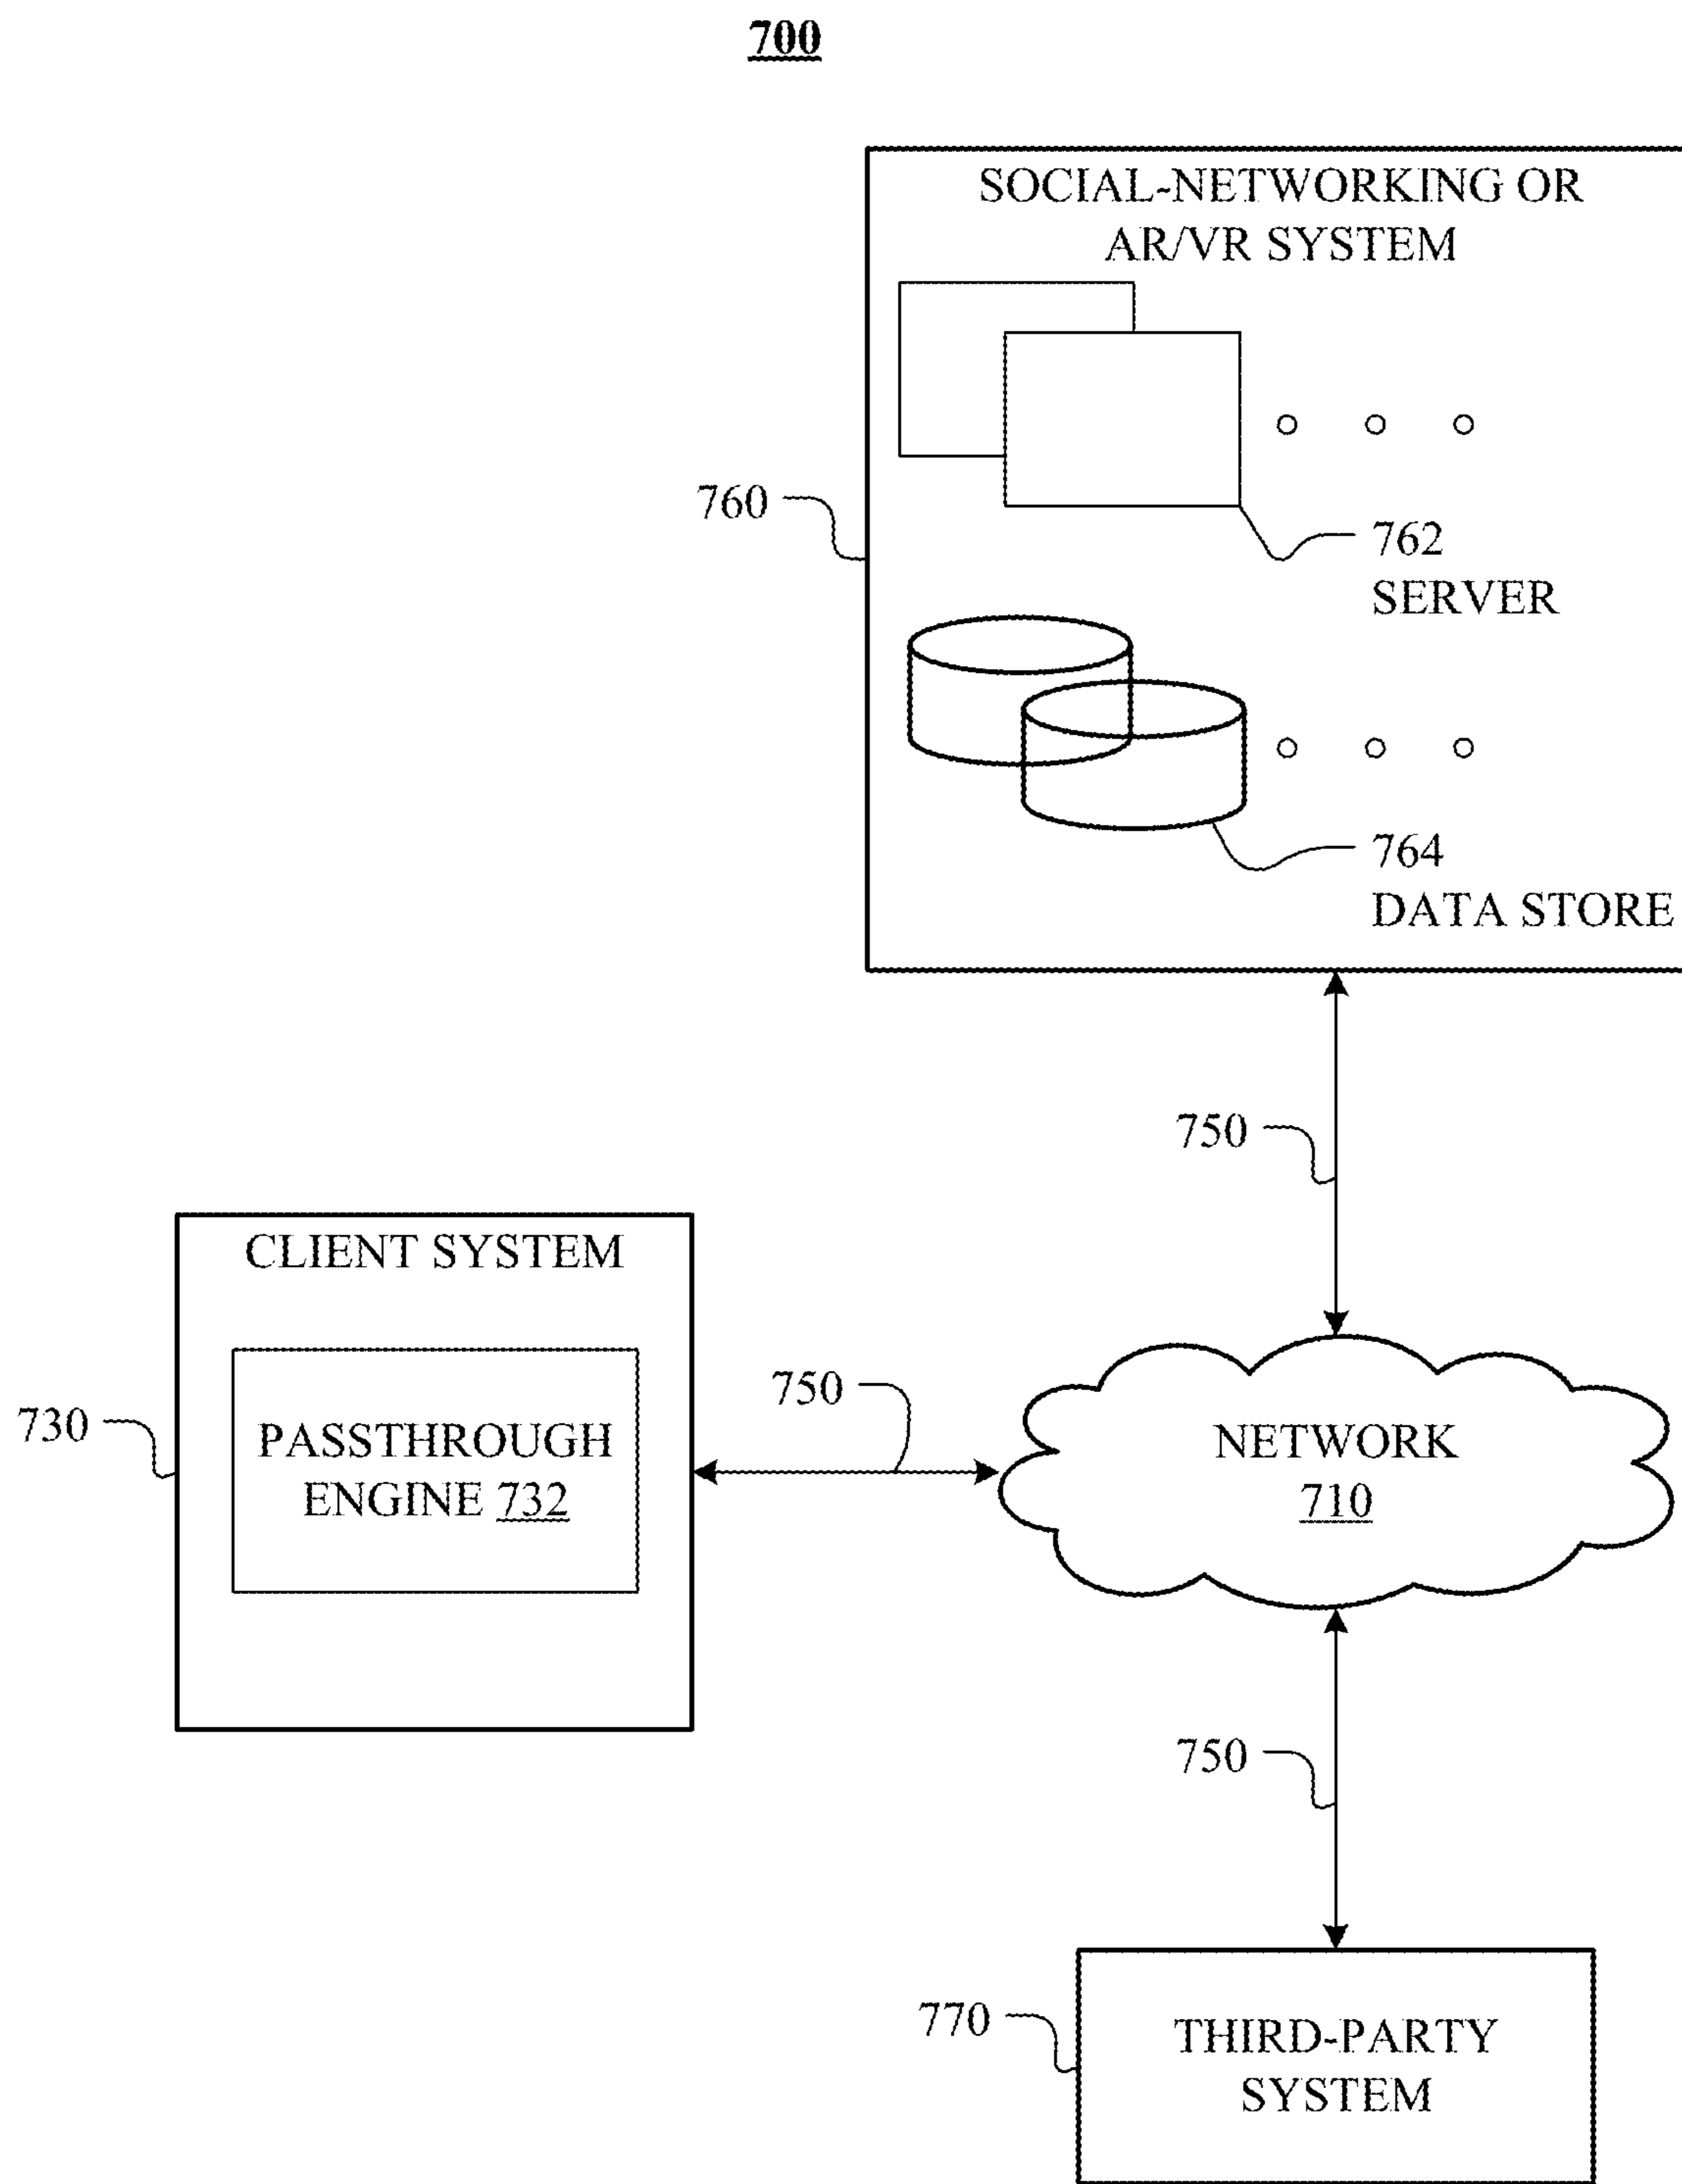 700
SOCIAL-NETWORKING OR
AR/VR SYSTEM
760
762
SERVER
764
DATA STORE
750
CLIENT SYSTEM
730
PASSTHROUGH
ENGINE 732
750
NETWORK
710
750
770
THIRD-PARTY
SYSTEM